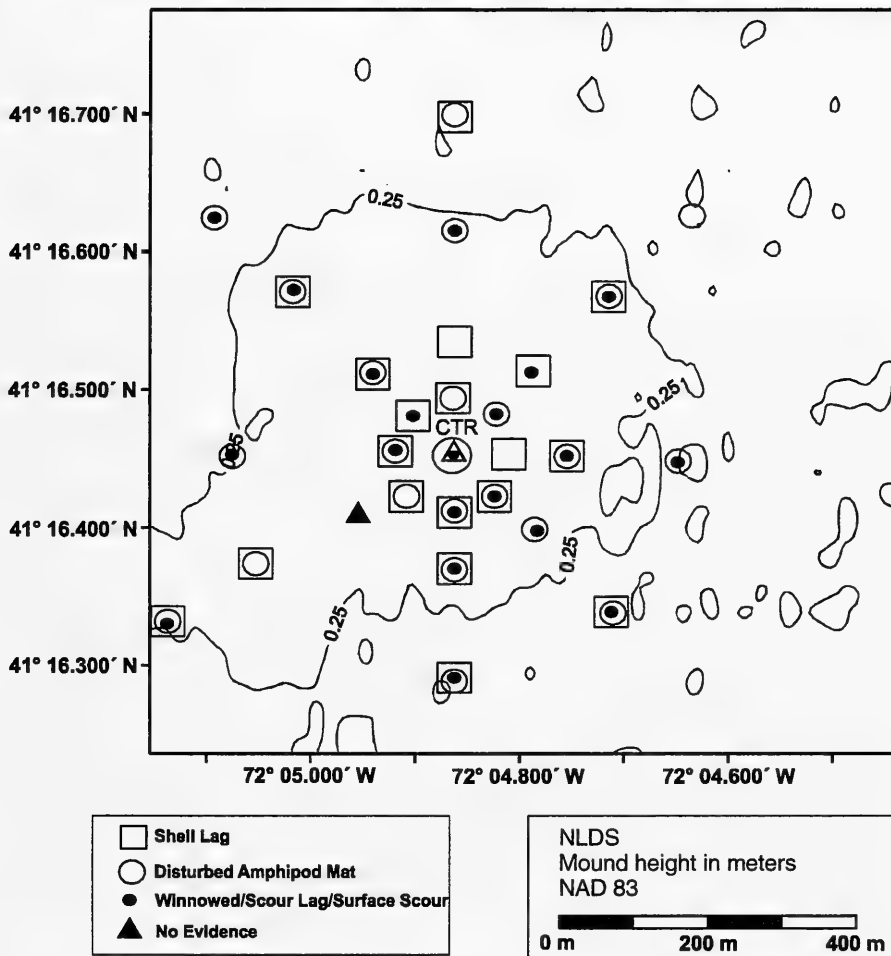 41° 16.700´ N
0.25
41° 16.600´ N
41° 16.500´ N
0.25
CTR
0.25
41° 16.400´ N
0.25
0.25
41° 16.300´ N
72° 05.000´ W
72° 04.800´ W
72° 04.600´ W
Shell Lag
Disturbed Amphipod Mat
Winnowed/Scour Lag/Surface Scour
No Evidence
NLDS
Mound height in meters
NAD 83
0 m
200 m
400 m